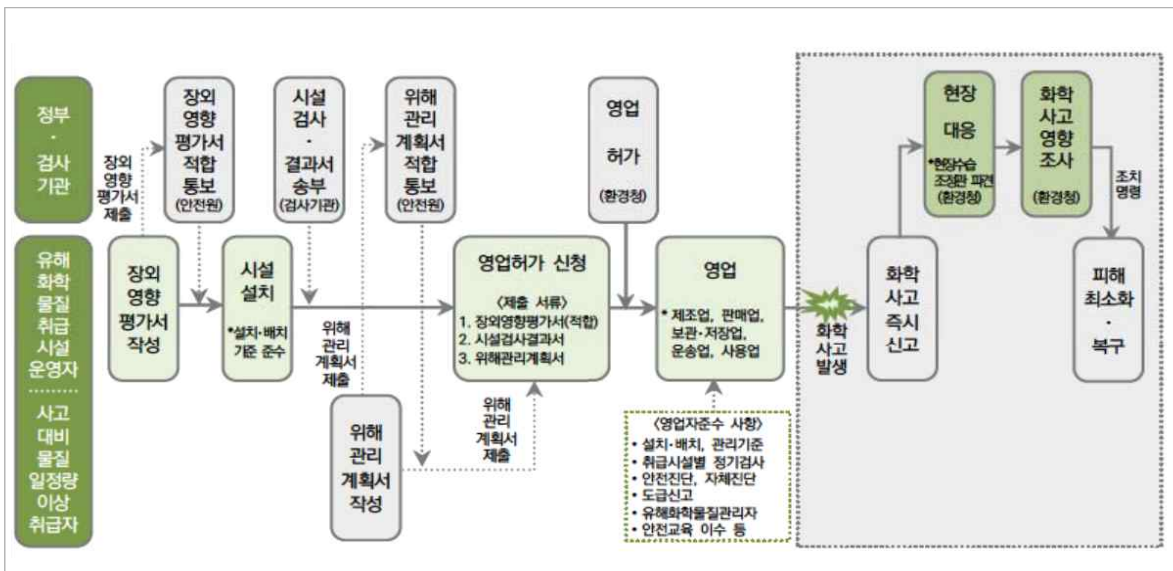 정부
·
검사
기관
장외
영향
평가서
제출
장외
영향
평가서
적합
통보
(안전원)
시설
검사
·
결과서
송부
(검사기관)
위해
관리
계획서
적합
통보
(안전원)
영업
허가
(환경청)
현장
대응
*현장수습
조정관 파견
(환경청)
화학
사고
영향
조사
(환경청)
조치
명령
유해
화학
물질
취급
시설
운영자
사고
대비
물질
일정량
이상
취급자
장외
영향
평가서
작성
시설
설치
*설치·배치
기준 준수
위해
관리
계획서
제출
위해
관리
계획서
작성
영업허가 신청
〈제출 서류〉
1. 장외영향평가서(적합)
2. 시설검사결과서
3. 위해관리계획서
위해
관리
계획서
제출
영업
* 제조업, 판매업,
보관·저장업,
운송업, 사용업
〈영업자준수 사항〉
• 설치·배치, 관리기준
• 취급시설별 정기검사
• 안전진단, 자체진단
• 도급신고
• 유해화학물질관리자
• 안전교육 이수 등
화학
사고
발생
화학
사고
즉시
신고
피해
최소화
·
복구